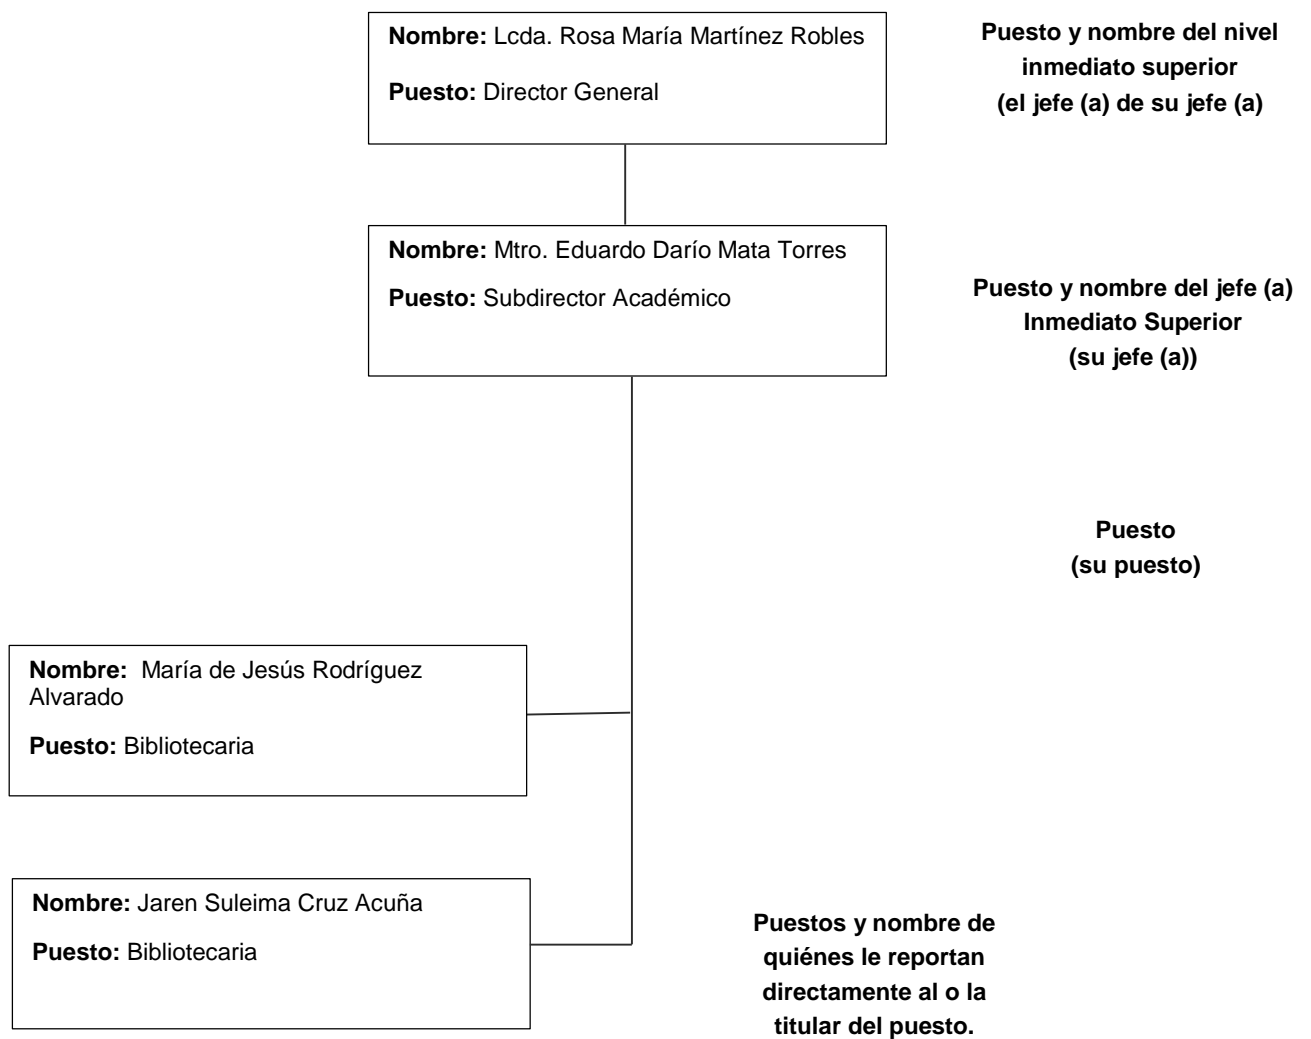 Nombre: Lcda. Rosa María Martínez Robles
Puesto: Director General
Puesto y nombre del nivel
inmediato superior
(el jefe (a) de su jefe (a)
Nombre: Mtro. Eduardo Darío Mata Torres
Puesto: Subdirector Académico
Puesto y nombre del jefe (a)
Inmediato Superior
(su jefe (a))
Puesto
(su puesto)
Nombre: María de Jesús Rodríguez
Alvarado
Puesto: Bibliotecaria
Nombre: Jaren Suleima Cruz Acuña
Puesto: Bibliotecaria
Puestos y nombre de
quiénes le reportan
directamente al o la
titular del puesto.